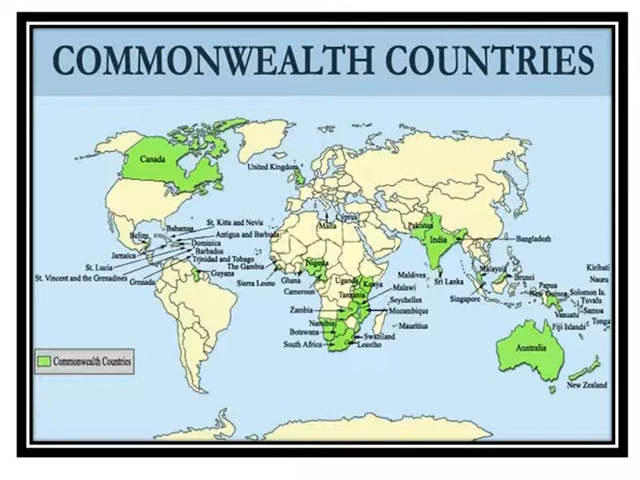 COMMONWEALTH COUNTRIES
Canada
United Kingdom
Cyprus
Malta
St. Kitts and Nevis
Bahamas
Antigua and Barbuda
Belize
Dominica
Jamaica
Barbados
Trinidad and Tobago
St. Lucia
St. Vincent and the Grenadines
Grenada
Guyana
The Gambia
Sierra Leone
Ghana
Nigeria
Cameroon
Uganda
Kenya
Tanzania
Zambia
Namibia
Botswana
South Africa
Swaziland
Lesotho
Mozambique
Mauritius
Seychelles
Malawi
Maldives
Pakistan
India
Bangladesh
Sri Lanka
Malaysia
Singapore
Brunei
Papua
New Guinea
Kiribati
Nauru
Solomon Is.
Tuvalu
Samoa
Vanuatu
Tonga
Fiji Islands
Australia
New Zealand
Commonwealth Countries